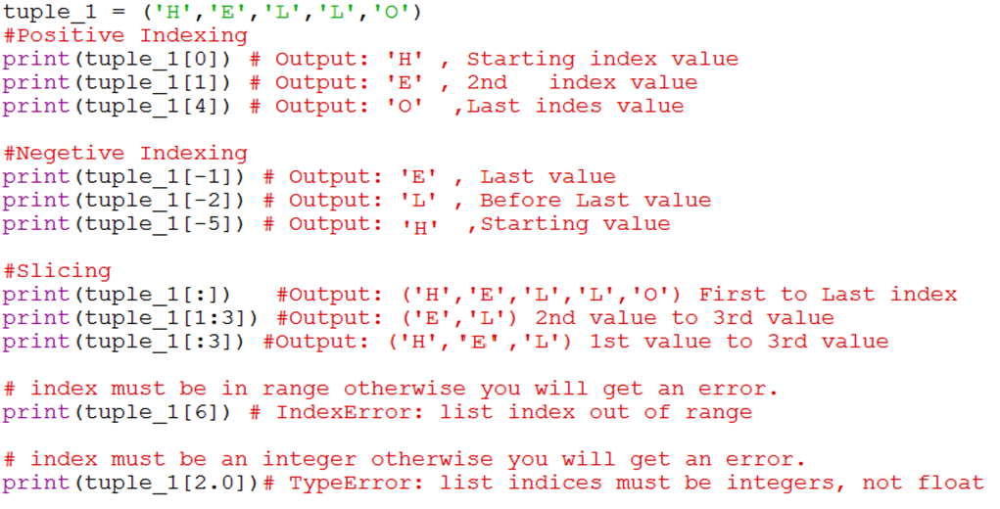 tuple_1 = ('H','E','L','L','O')
#Positive Indexing
print(tuple_1[0]) # Output: 'H' , Starting index value
print(tuple_1[1]) # Output: 'E' , 2nd   index value
print(tuple_1[4]) # Output: 'O'  ,Last indes value
#Negetive Indexing
print(tuple_1[-1]) # Output: 'E' , Last value
print(tuple_1[-2]) # Output: 'L' , Before Last value
print(tuple_1[-5]) # Output: 'H'  ,Starting value
#Slicing
print(tuple_1[:])   #Output: ('H','E','L','L','O') First to Last index
print(tuple_1[1:3]) #Output: ('E','L') 2nd value to 3rd value
print(tuple_1[:3]) #Output: ('H','E','L') 1st value to 3rd value
# index must be in range otherwise you will get an error.
print(tuple_1[6]) # IndexError: list index out of range
# index must be an integer otherwise you will get an error.
print(tuple_1[2.0])# TypeError: list indices must be integers, not float